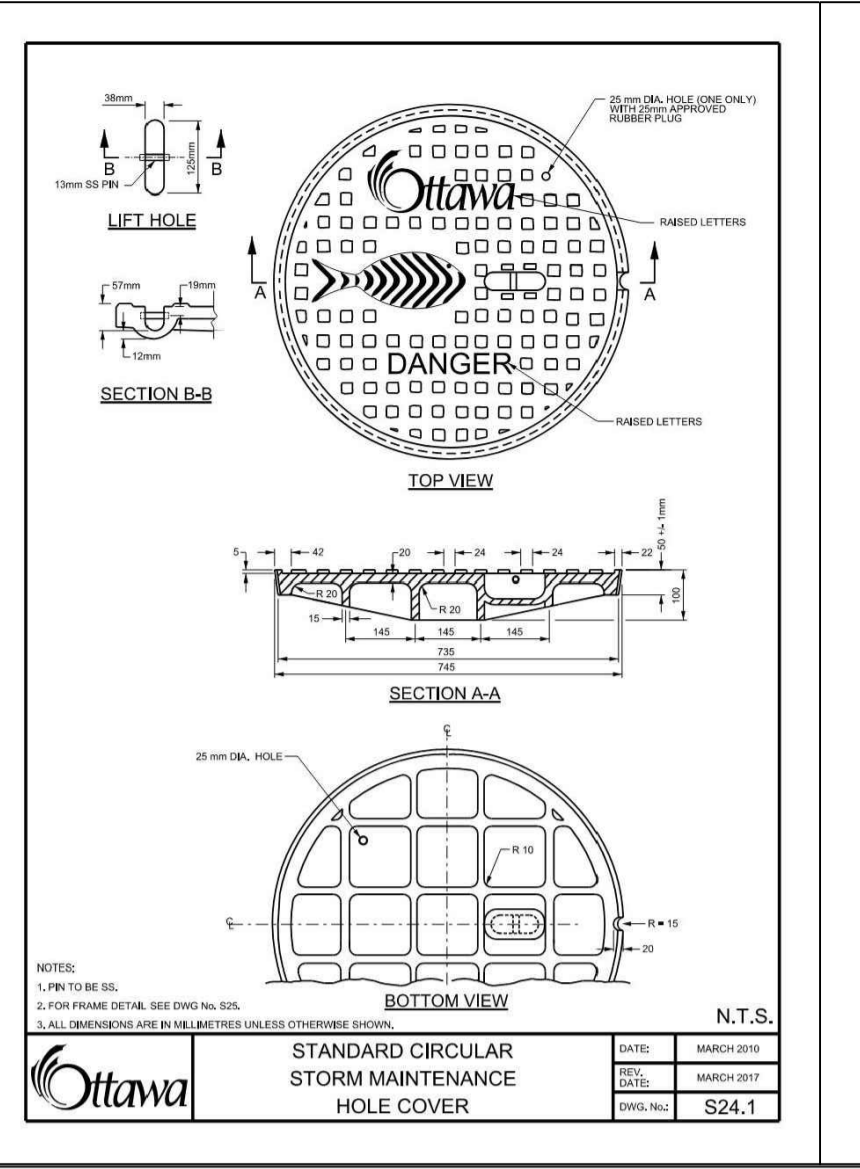 38mm
B
B
125mm
13mm SS PIN
LIFT HOLE
57mm
19mm
12mm
SECTION B-B
25 mm DIA. HOLE (ONE ONLY)
WITH 25mm APPROVED
RUBBER PLUG
Ottawa
RAISED LETTERS
A
A
DANGER
RAISED LETTERS
TOP VIEW
5
42
20
24
24
22
50 +/- 1mm
100
R 20
R 20
15
145
145
145
735
745
SECTION A-A
℄
25 mm DIA. HOLE
R 10
℄
R = 15
20
BOTTOM VIEW
NOTES:
1. PIN TO BE SS.
2. FOR FRAME DETAIL SEE DWG No. S25.
3. ALL DIMENSIONS ARE IN MILLIMETRES UNLESS OTHERWISE SHOWN.
N.T.S.
Ottawa
STANDARD CIRCULAR
STORM MAINTENANCE
HOLE COVER
DATE: MARCH 2010
REV.
DATE: MARCH 2017
DWG. No.: S24.1